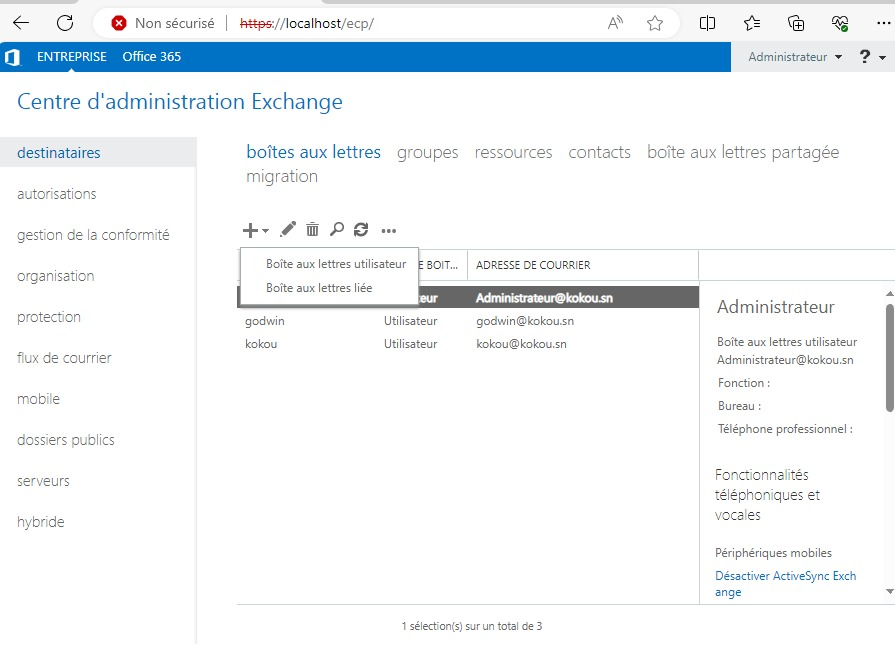 Non sécurisé https://localhost/ecp/
ENTREPRISE Office 365 Administrateur ?
Centre d'administration Exchange
destinataires
autorisations
gestion de la conformité
organisation
protection
flux de courrier
mobile
dossiers publics
serveurs
hybride
boîtes aux lettres groupes ressources contacts boîte aux lettres partagée
migration
Boîte aux lettres utilisateur
Boîte aux lettres liée
E BOIT... ADRESSE DE COURRIER
eur Administrateur@kokou.sn
godwin Utilisateur godwin@kokou.sn
kokou Utilisateur kokou@kokou.sn
Administrateur
Boîte aux lettres utilisateur
Administrateur@kokou.sn
Fonction :
Bureau :
Téléphone professionnel :
Fonctionnalités
téléphoniques et
vocales
Périphériques mobiles
Désactiver ActiveSync Exch
ange
1 sélection(s) sur un total de 3